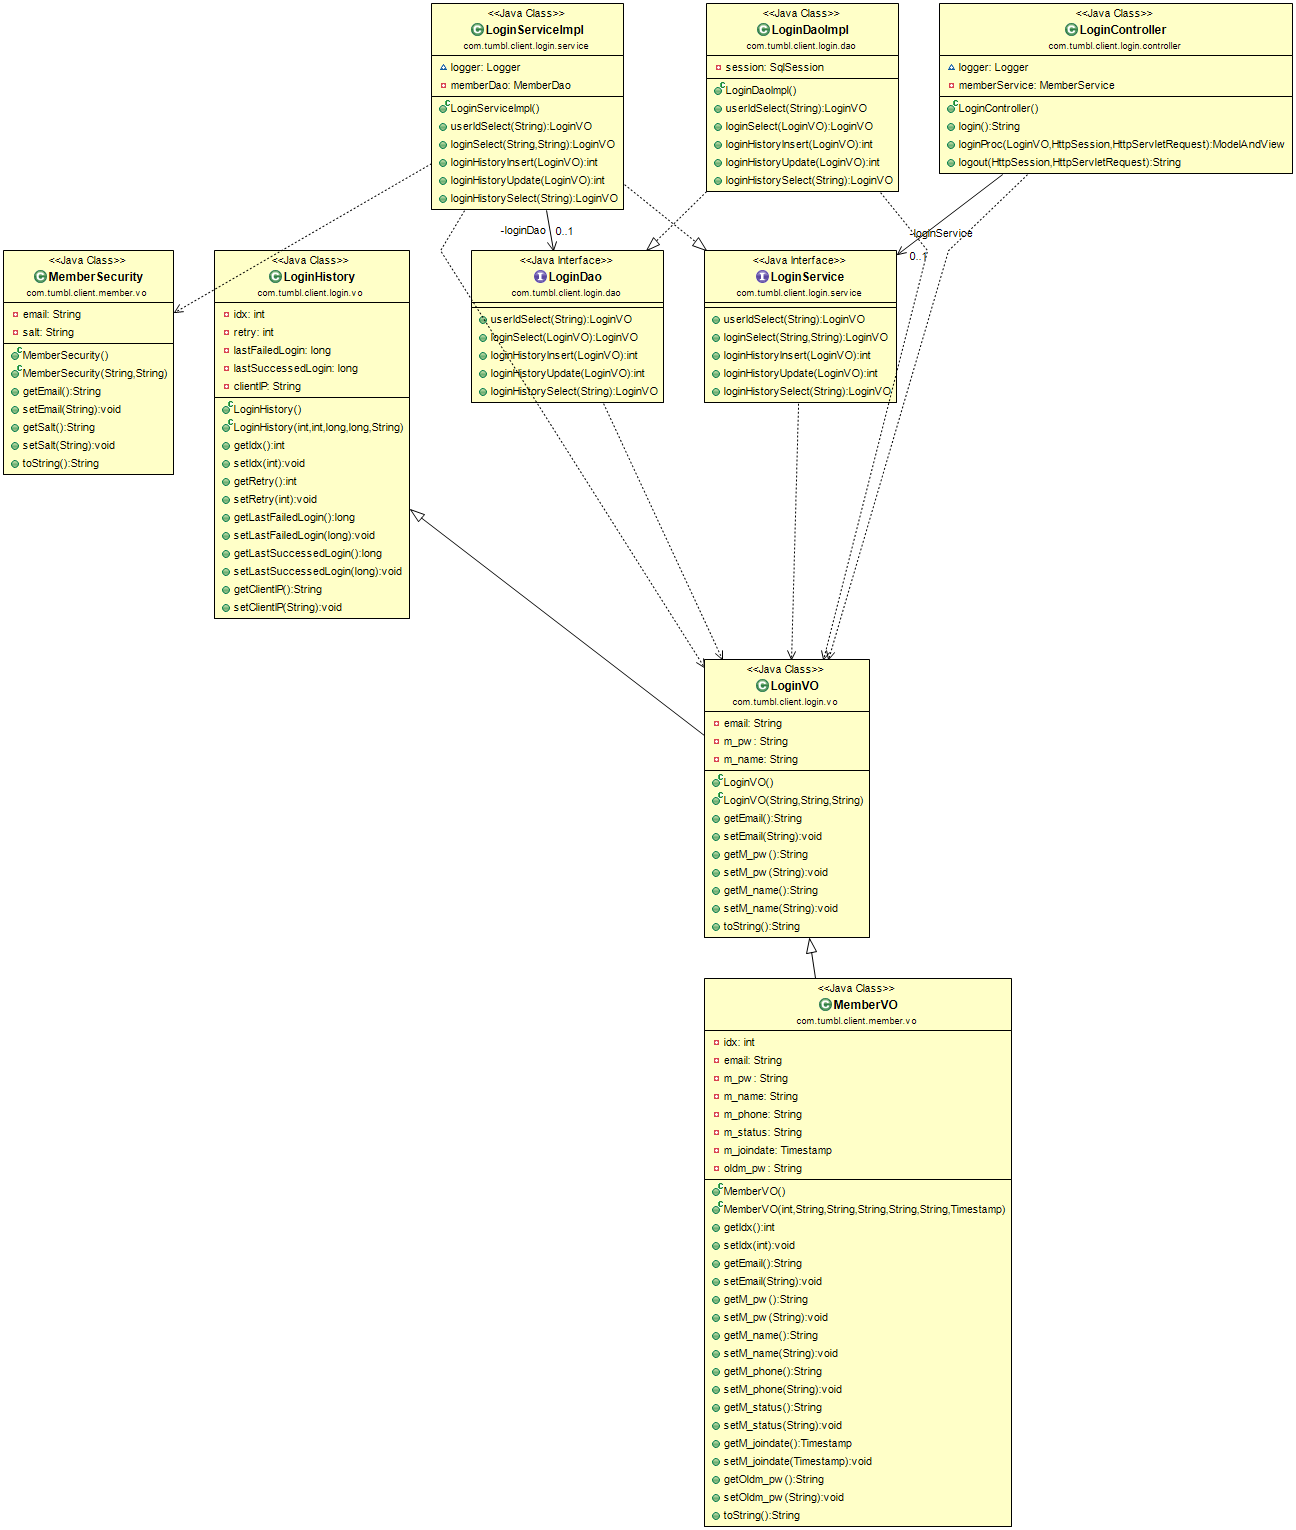 <<Java Class>>
LoginServiceImpl
com.tumbl.client.login.service
logger: Logger
memberDao: MemberDao
LoginServiceImpl()
userIdSelect(String):LoginVO
loginSelect(String,String):LoginVO
loginHistoryInsert(LoginVO):int
loginHistoryUpdate(LoginVO):int
loginHistorySelect(String):LoginVO
<<Java Class>>
LoginDaoImpl
com.tumbl.client.login.dao
session: SqlSession
LoginDaoImpl()
userIdSelect(String):LoginVO
loginSelect(LoginVO):LoginVO
loginHistoryInsert(LoginVO):int
loginHistoryUpdate(LoginVO):int
loginHistorySelect(String):LoginVO
<<Java Class>>
LoginController
com.tumbl.client.login.controller
logger: Logger
memberService: MemberService
LoginController()
login():String
loginProc(LoginVO,HttpSession,HttpServletRequest):ModelAndView
logout(HttpSession,HttpServletRequest):String
-loginDao
0..1
-loginService
0..1
<<Java Class>>
MemberSecurity
com.tumbl.client.member.vo
email: String
salt: String
MemberSecurity()
MemberSecurity(String,String)
getEmail():String
setEmail(String):void
getSalt():String
setSalt(String):void
toString():String
<<Java Class>>
LoginHistory
com.tumbl.client.login.vo
idx: int
retry: int
lastFailedLogin: long
lastSuccessedLogin: long
clientIP: String
LoginHistory()
LoginHistory(int,int,long,long,String)
getIdx():int
setIdx(int):void
getRetry():int
setRetry(int):void
getLastFailedLogin():long
setLastFailedLogin(long):void
getLastSuccessedLogin():long
setLastSuccessedLogin(long):void
getClientIP():String
setClientIP(String):void
<<Java Interface>>
LoginDao
com.tumbl.client.login.dao
userIdSelect(String):LoginVO
loginSelect(LoginVO):LoginVO
loginHistoryInsert(LoginVO):int
loginHistoryUpdate(LoginVO):int
loginHistorySelect(String):LoginVO
<<Java Interface>>
LoginService
com.tumbl.client.login.service
userIdSelect(String):LoginVO
loginSelect(String,String):LoginVO
loginHistoryInsert(LoginVO):int
loginHistoryUpdate(LoginVO):int
loginHistorySelect(String):LoginVO
<<Java Class>>
LoginVO
com.tumbl.client.login.vo
email: String
m_pw: String
m_name: String
LoginVO()
LoginVO(String,String,String)
getEmail():String
setEmail(String):void
getM_pw():String
setM_pw(String):void
getM_name():String
setM_name(String):void
toString():String
<<Java Class>>
MemberVO
com.tumbl.client.member.vo
idx: int
email: String
m_pw: String
m_name: String
m_phone: String
m_status: String
m_joindate: Timestamp
oldm_pw: String
MemberVO()
MemberVO(int,String,String,String,String,String,Timestamp)
getIdx():int
setIdx(int):void
getEmail():String
setEmail(String):void
getM_pw():String
setM_pw(String):void
getM_name():String
setM_name(String):void
getM_phone():String
setM_phone(String):void
getM_status():String
setM_status(String):void
getM_joindate():Timestamp
setM_joindate(Timestamp):void
getOldm_pw():String
setOldm_pw(String):void
toString():String